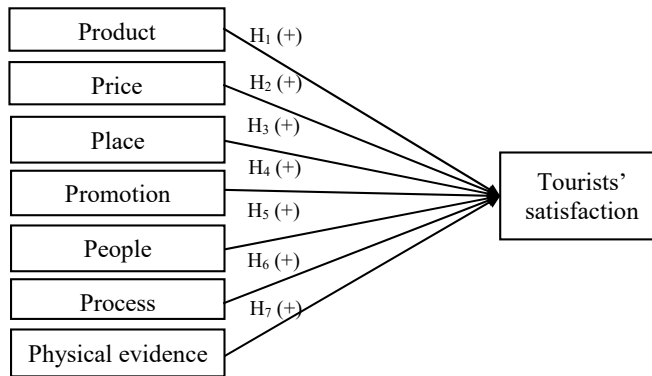 Product
H₁ (+)
Price
H₂ (+)
Place
H₃ (+)
Promotion
H₄ (+)
People
H₅ (+)
Process
H₆ (+)
Physical evidence
H₇ (+)
Tourists’
satisfaction